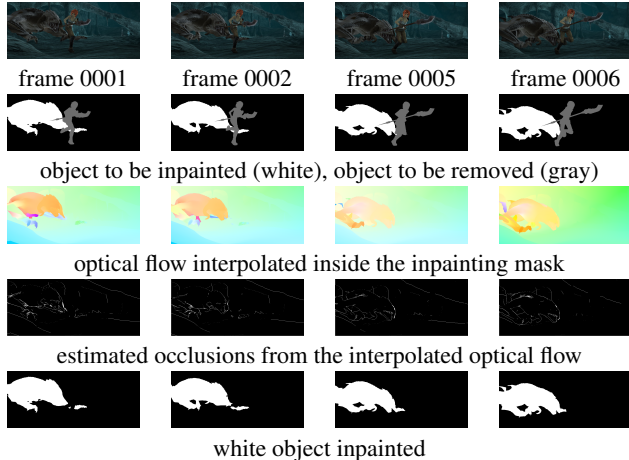 frame 0001 frame 0002 frame 0005 frame 0006
object to be inpainted (white), object to be removed (gray)
optical flow interpolated inside the inpainting mask
estimated occlusions from the interpolated optical flow
white object inpainted